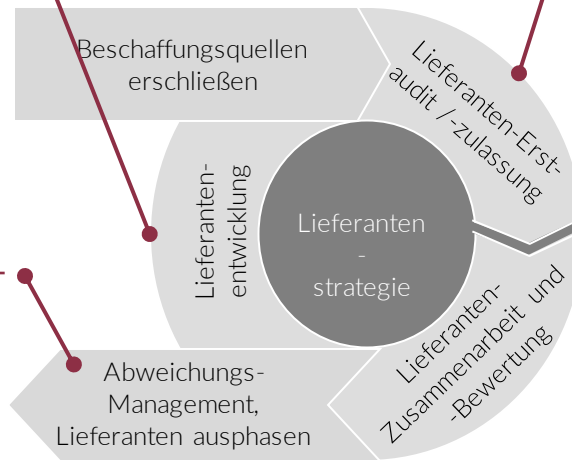 Beschaffungsquellen
erschließen
Lieferanten-Erst-
audit /-zulassung
Lieferanten-
entwicklung
Lieferanten
-
strategie
Lieferanten-
Zusammenarbeit und
-Bewertung
Abweichungs-
Management,
Lieferanten ausphasen